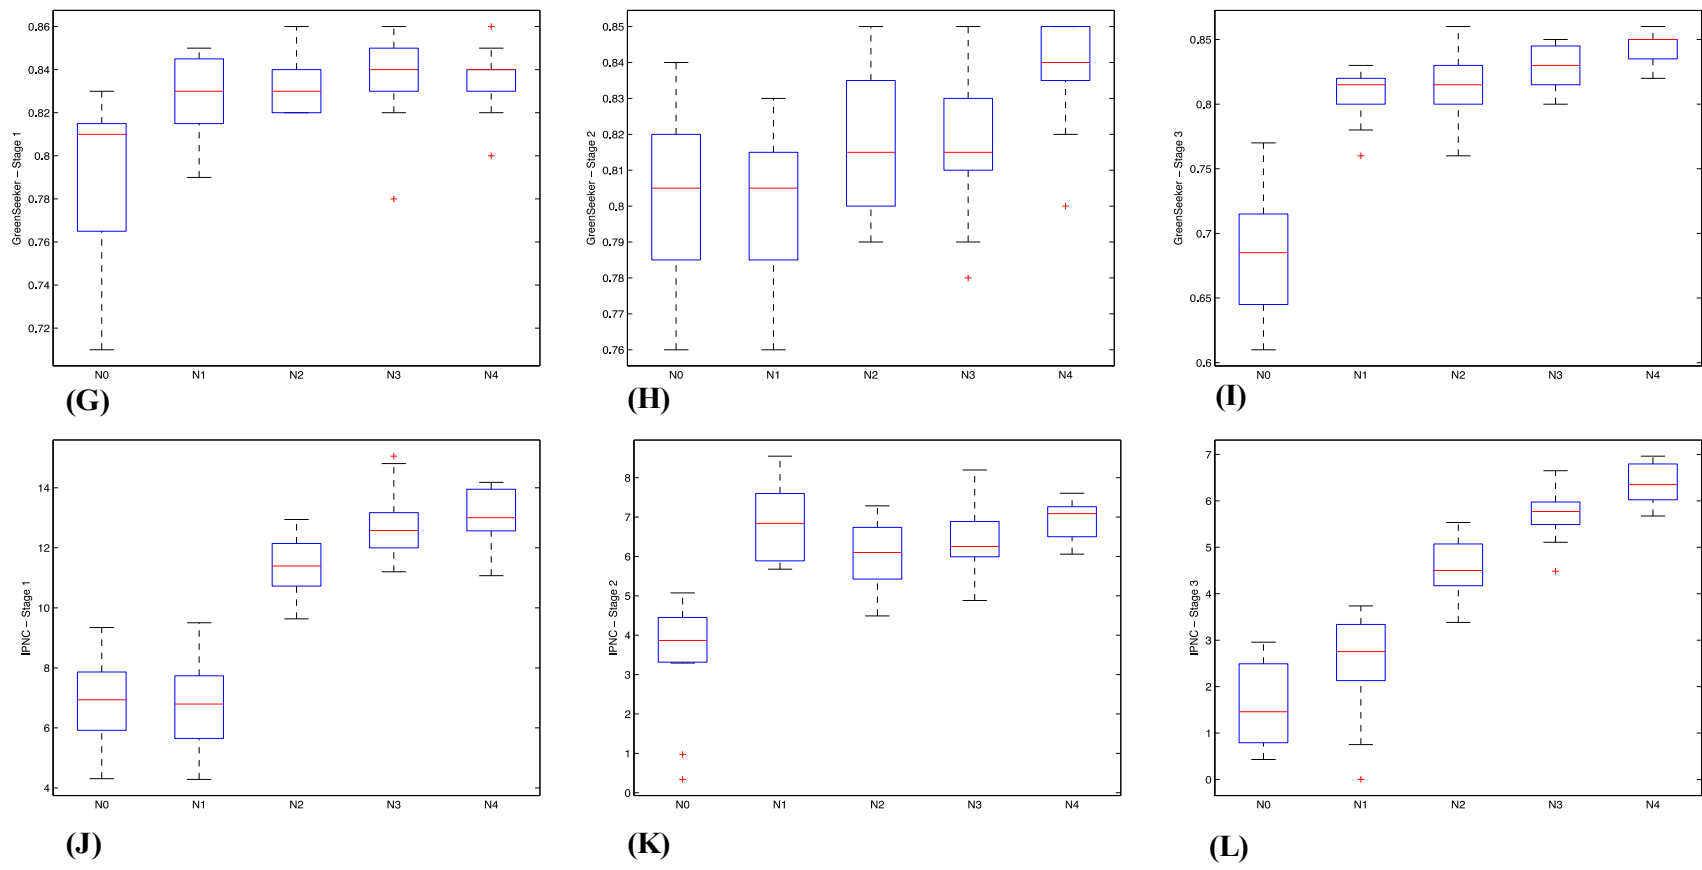 GreenSeeker – Stage 1
0.86
0.84
0.82
0.8
0.78
0.76
0.74
0.72
N0 N1 N2 N3 N4
(G)
GreenSeeker – Stage 2
0.85
0.84
0.83
0.82
0.81
0.8
0.79
0.78
0.77
0.76
N0 N1 N2 N3 N4
(H)
GreenSeeker – Stage 3
0.85
0.8
0.75
0.7
0.65
0.6
N0 N1 N2 N3 N4
(I)
IPNC – Stage 1
14
12
10
8
6
4
N0 N1 N2 N3 N4
(J)
IPNC – Stage 2
8
7
6
5
4
3
2
1
0
N0 N1 N2 N3 N4
(K)
IPNC – Stage 3
7
6
5
4
3
2
1
0
N0 N1 N2 N3 N4
(L)